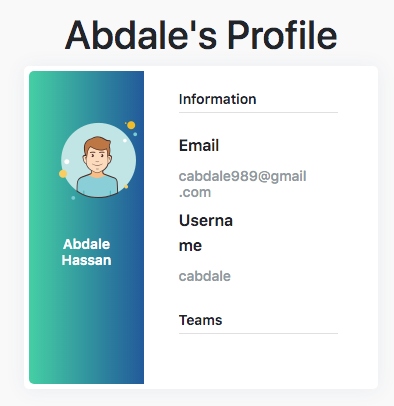 Abdale's Profile
Abdale
Hassan
Information
Email
cabdale989@gmail
.com
Userna
me
cabdale
Teams